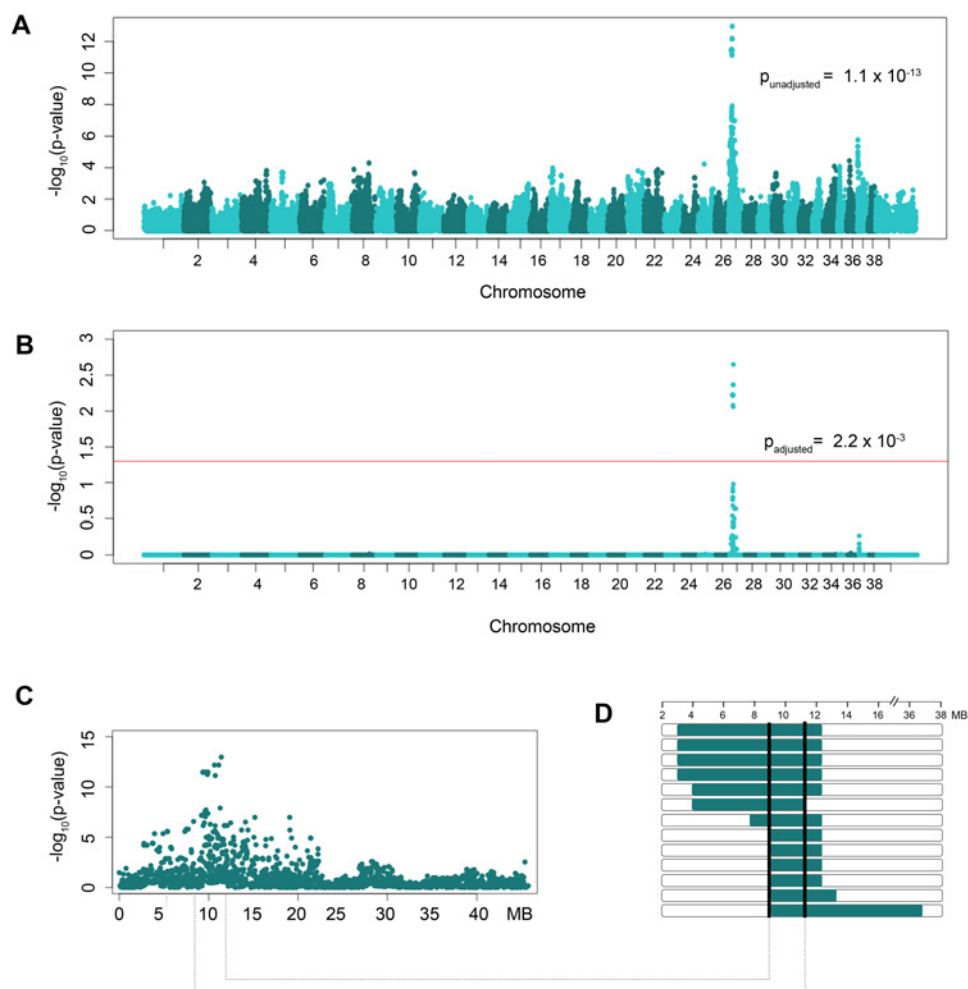 A
-log10(p-value)
12
10
8
6
4
2
0
punadjusted = 1.1 x 10-13
2 4 6 8 10 12 14 16 18 20 22 24 26 28 30 32 34 36 38
Chromosome
B
-log10(p-value)
3
2.5
2
1.5
1
0.5
0
padjusted = 2.2 x 10-3
2 4 6 8 10 12 14 16 18 20 22 24 26 28 30 32 34 36 38
Chromosome
C
-log10(p-value)
15
10
5
0
0 5 10 15 20 25 30 35 40 MB
D
2 4 6 8 10 12 14 16 // 36 38 MB